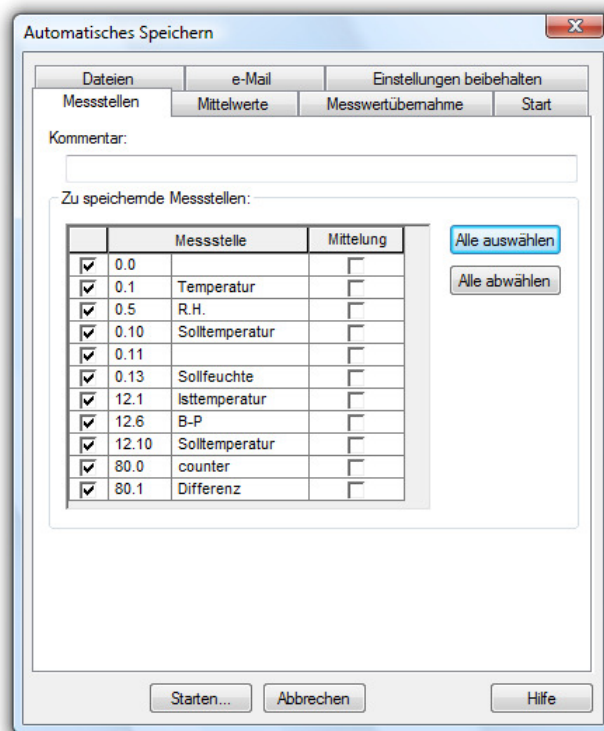 Automatisches Speichern
Dateien e-Mail Einstellungen beibehalten
Messstellen Mittelwerte Messwertübernahme Start
Kommentar:
Zu speichernde Messstellen:
Messstelle Mittelung
0.0
0.1 Temperatur
0.5 R.H.
0.10 Solltemperatur
0.11
0.13 Sollfeuchte
12.1 Isttemperatur
12.6 B-P
12.10 Solltemperatur
80.0 counter
80.1 Differenz
Alle auswählen
Alle abwählen
Starten... Abbrechen Hilfe